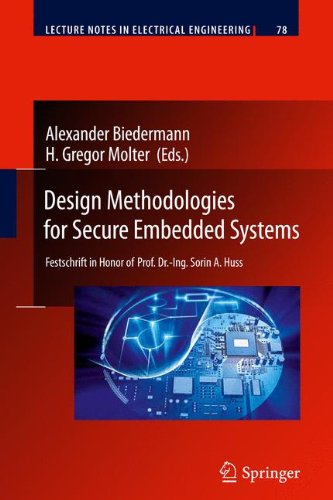 LECTURE NOTES IN ELECTRICAL ENGINEERING 78
Alexander Biedermann
H. Gregor Molter (Eds.)
Design Methodologies
for Secure Embedded Systems
Festschrift in Honor of Prof. Dr.-Ing. Sorin A. Huss
Springer